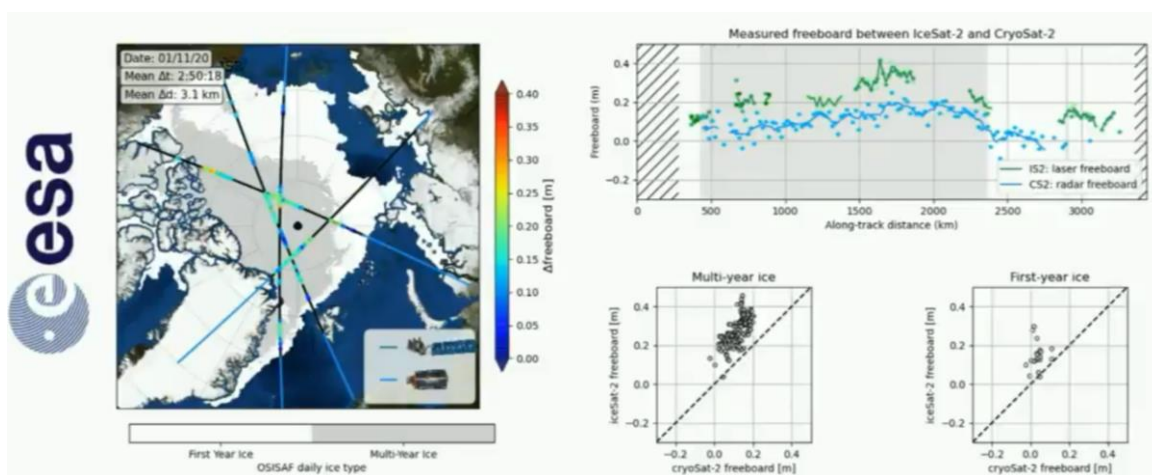 esa
Date: 01/11/20
Mean Δt: 2:50:18
Mean Δd: 3.1 km
0.40
0.35
0.30
0.25
0.20
0.15
0.10
0.05
0.00
Δfreeboard [m]
First Year Ice
Multi-Year Ice
OSISAF daily ice type
Measured freeboard between IceSat-2 and CryoSat-2
Freeboard (m)
0.4
0.2
0.0
−0.2
IS2: laser freeboard
CS2: radar freeboard
0
500
1000
1500
2000
2500
3000
Along-track distance (km)
Multi-year ice
iceSat-2 freeboard [m]
0.4
0.2
0.0
−0.2
−0.2
0.0
0.2
0.4
cryoSat-2 freeboard [m]
First-year ice
iceSat-2 freeboard [m]
0.4
0.2
0.0
−0.2
−0.2
0.0
0.2
0.4
cryoSat-2 freeboard [m]